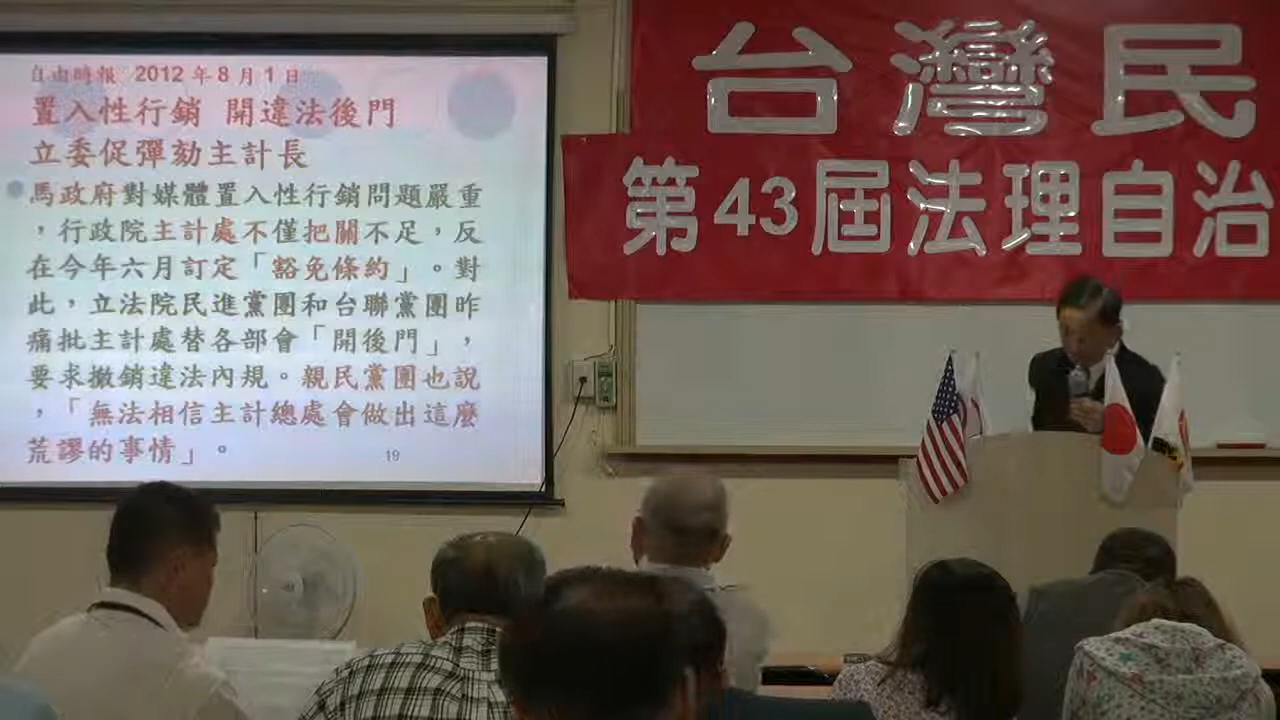 自由時報 2012年8月1日
置入性行銷 開違法後門
立委促彈劾主計長
馬政府對媒體置入性行銷問題嚴重
，行政院主計處不僅把關不足，反
在今年六月訂定「豁免條約」。對
此，立法院民進黨團和台聯黨團昨
痛批主計處替各部會「開後門」，
要求撤銷違法內規。親民黨團也說
，「無法相信主計總處會做出這麼
荒謬的事情」。
19
台灣民
第43屆法理自治